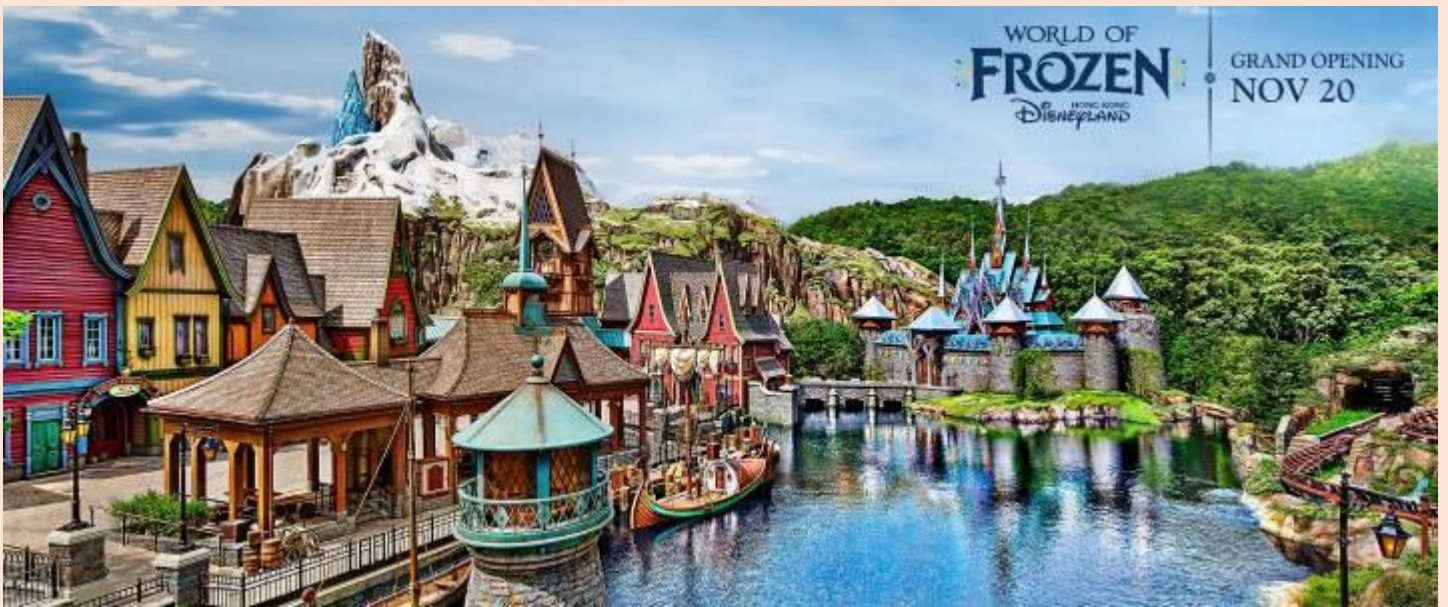 WORLD OF
FROZEN
HONG KONG
DISNEYLAND
GRAND OPENING
NOV 20